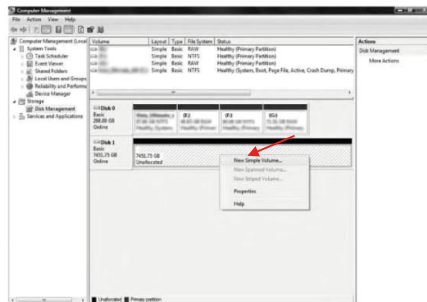 Computer Management
File Action View Help
Computer Management (Local
System Tools
Task Scheduler
Event Viewer
Shared Folders
Local Users and Groups
Reliability and Performa
Device Manager
Storage
Disk Management
Services and Applications
Volume Layout Type File System Status
Simple Basic RAW Healthy (Primary Partition)
Simple Basic NTFS Healthy (Primary Partition)
Simple Basic RAW Healthy (Primary Partition)
Simple Basic NTFS Healthy (System, Boot, Page File, Active, Crash Dump, Primary
Actions
Disk Management
More Actions
Disk 0
Basic
Online
Disk 1
Basic
7451.75 GB
Online
7451.75 GB
Unallocated
New Simple Volume...
New Spanned Volume...
New Striped Volume...
Properties
Help
Unallocated Primary partition